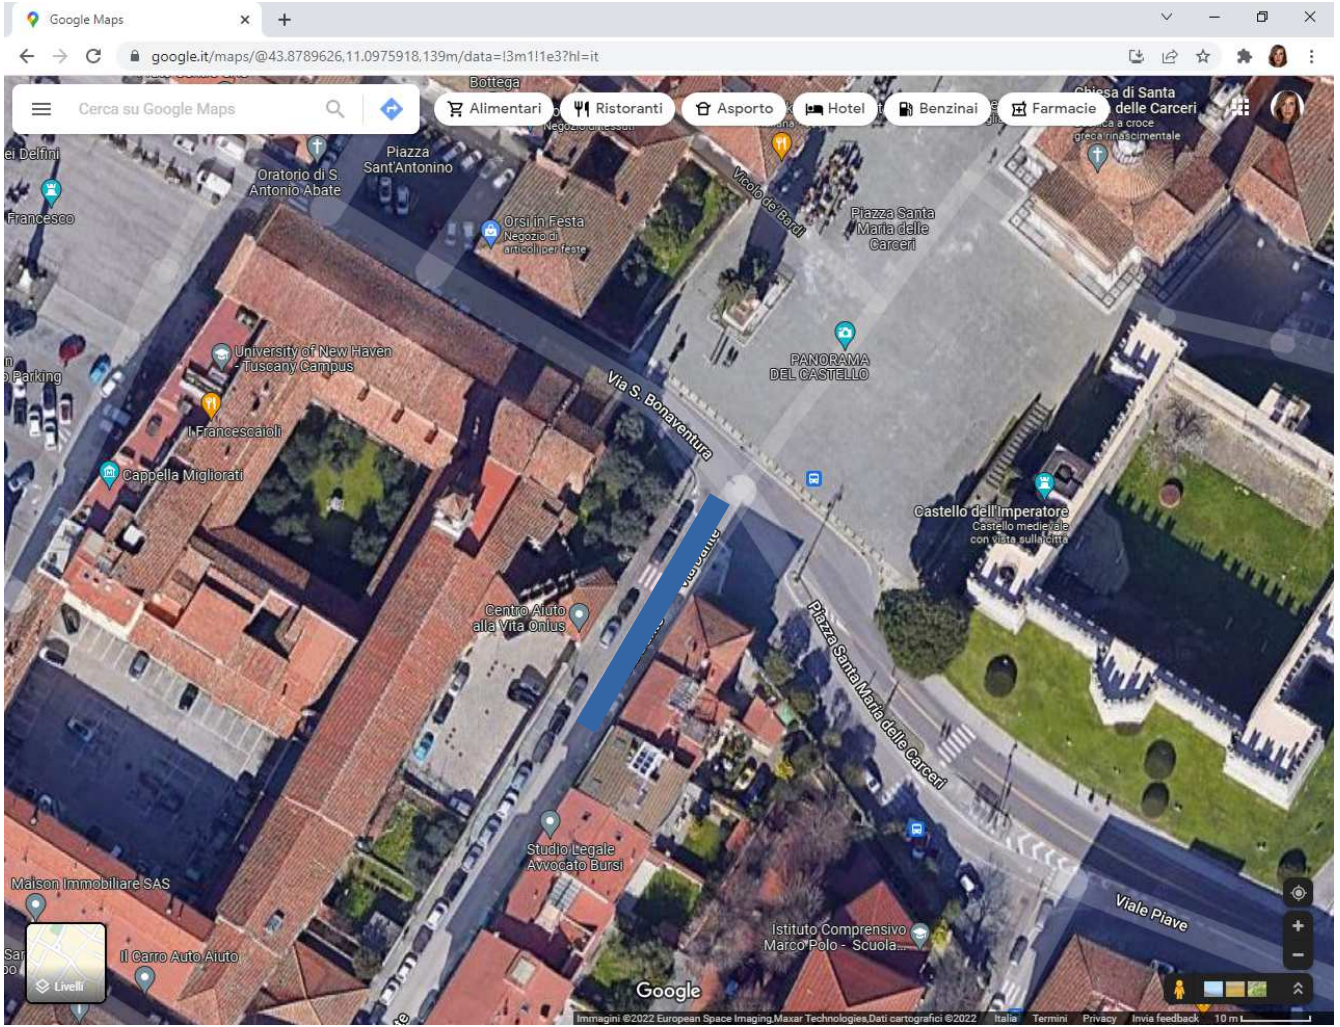 Google Maps
google.it/maps/@43.8789626,11.0975918,139m/data=!3m1!1e3?hl=it
Bottega
Cerca su Google Maps
Alimentari
Ristoranti
Asporto
Hotel
Benzinai
Farmacie
Chiesa di Santa
delle Carceri
a croce
greca rinascimentale
Negozio di tessuti
ei Delfini
Francesco
Oratorio di S.
Antonio Abate
Piazza
Sant'Antonino
Vicolo de' Bardi
Orsi in Festa
Negozio di
articoli per feste
Piazza Santa
Maria delle
Carceri
University of New Haven
- Tuscany Campus
Parking
PANORAMA
DEL CASTELLO
Via S. Bonaventura
I Francescaioli
Cappella Migliorati
Castello dell'Imperatore
Castello medievale
con vista sulla città
Centro Aiuto
alla Vita Onlus
Piazza Santa Maria delle Carceri
Studio Legale
Avvocato Bursi
Maison Immobiliare SAS
Viale Piave
Istituto Comprensivo
Marco Polo - Scuola...
Il Carro Auto Aiuto
Livelli
Google
Immagini ©2022 European Space Imaging,Maxar Technologies,Dati cartografici ©2022 Italia Termini Privacy Invia feedback 10 m